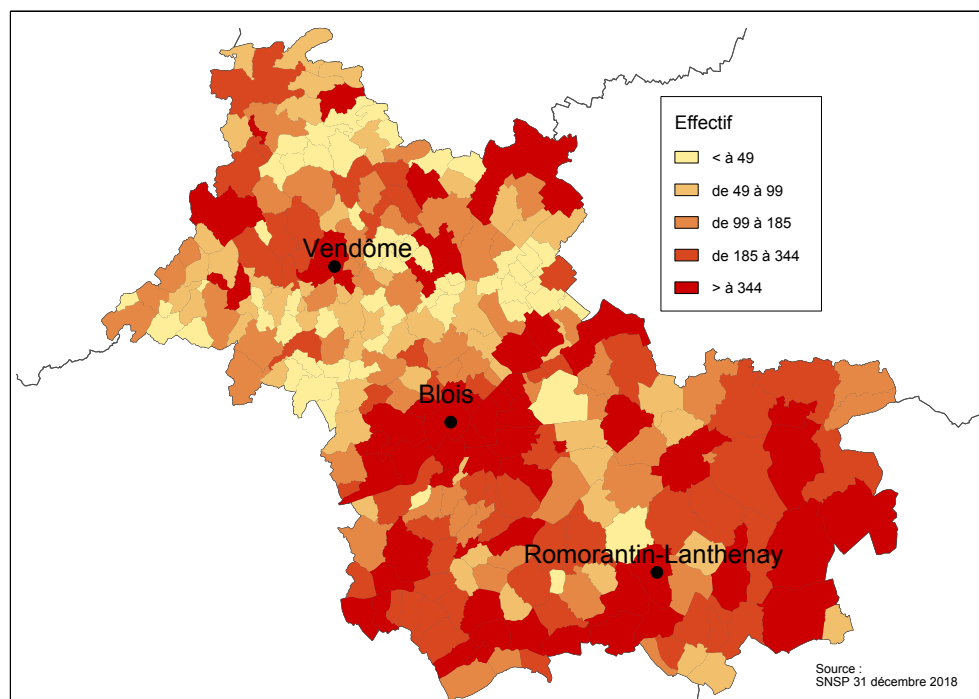 Effectif
< à 49
de 49 à 99
de 99 à 185
de 185 à 344
> à 344
Vendôme
Blois
Romorantin-Lanthenay
Source :
SNSP 31 décembre 2018